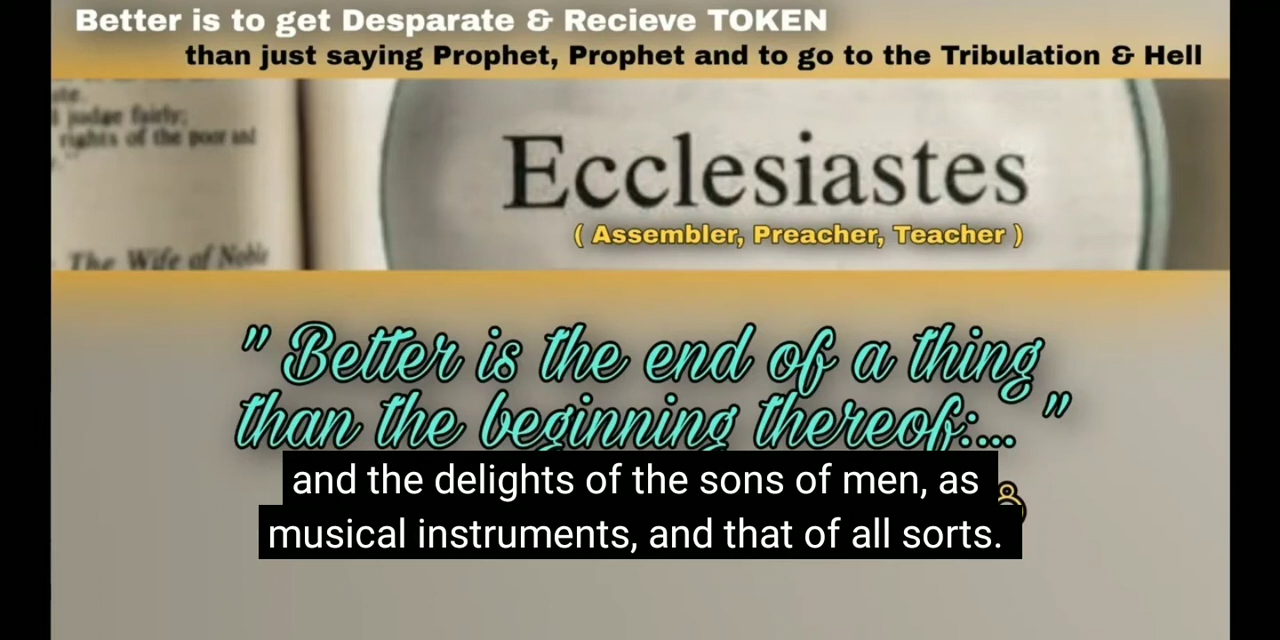 Better is to get Desparate & Recieve TOKEN
than just saying Prophet, Prophet and to go to the Tribulation & Hell
judge fairly;
rights of the poor and
Ecclesiastes
( Assembler, Preacher, Teacher )
The Wife of Noble
" Better is the end of a thing
than the beginning thereof:... "
and the delights of the sons of men, as
musical instruments, and that of all sorts.